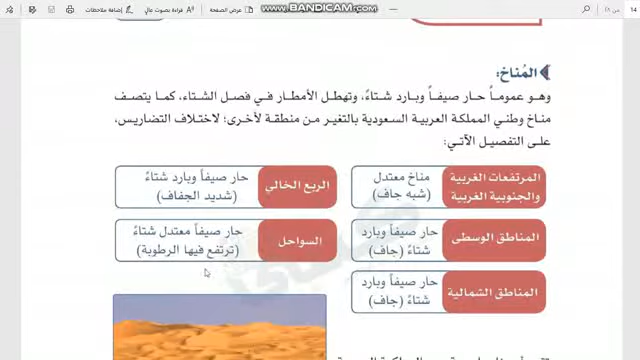 ١٤ من ٤٨
عرض الصفحة
قراءة بصوت عالٍ
إضافة ملاحظات
WWW.BANDICAM.COM
المُناخ:
وهو عموماً حار صيفاً وبارد شتاءً، وتهطل الأمطار في فصل الشتاء، كما يتصف
مناخ وطني المملكة العربية السعودية بالتغير من منطقة لأخرى؛ لاختلاف التضاريس،
على التفصيل الآتي:
المرتفعات الغربية
والجنوبية الغربية
مناخ معتدل
(شبه جاف)
الربع الخالي
حار صيفاً وبارد شتاءً
(شديد الجفاف)
المناطق الوسطى
حار صيفاً وبارد
شتاءً (جاف)
السواحل
حار صيفاً معتدل شتاءً
(ترتفع فيها الرطوبة)
المناطق الشمالية
حار صيفاً وبارد
شتاءً (جاف)